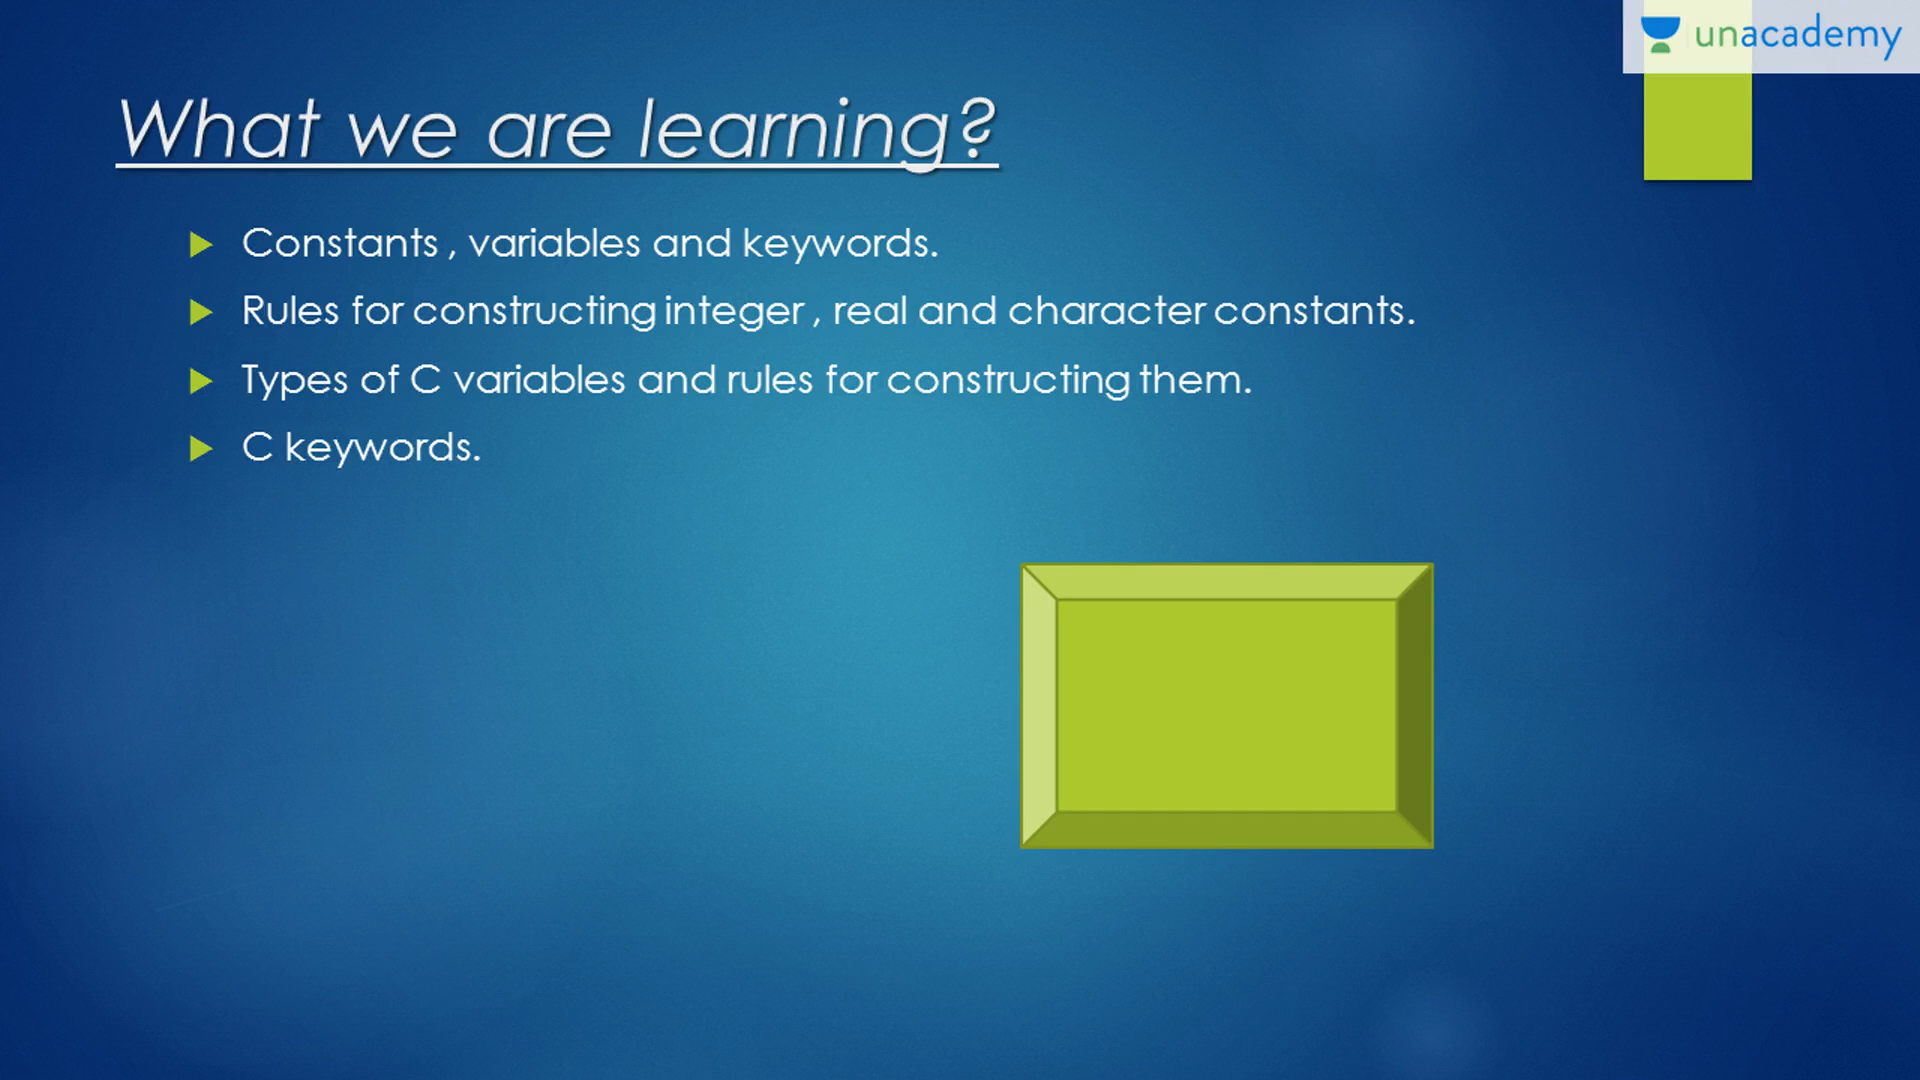 unacademy
What we are learning?
Constants , variables and keywords.
Rules for constructing integer , real and character constants.
Types of C variables and rules for constructing them.
C keywords.